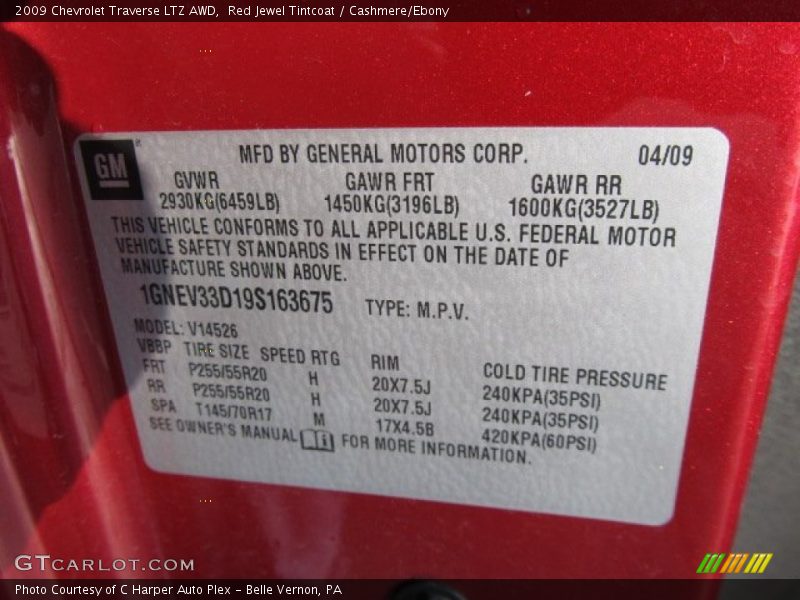 2009 Chevrolet Traverse LTZ AWD, Red Jewel Tintcoat / Cashmere/Ebony
GM
MFD BY GENERAL MOTORS CORP. 04/09
GVWR GAWR FRT GAWR RR
2930KG(6459LB) 1450KG(3196LB) 1600KG(3527LB)
THIS VEHICLE CONFORMS TO ALL APPLICABLE U.S. FEDERAL MOTOR
VEHICLE SAFETY STANDARDS IN EFFECT ON THE DATE OF
MANUFACTURE SHOWN ABOVE.
1GNEV33D19S163675 TYPE: M.P.V.
MODEL: V14526
VBBP TIRE SIZE SPEED RTG RIM COLD TIRE PRESSURE
FRT P255/55R20 H 20X7.5J 240KPA(35PSI)
RR P255/55R20 H 20X7.5J 240KPA(35PSI)
SPA T145/70R17 M 17X4.5B 420KPA(60PSI)
SEE OWNER'S MANUAL FOR MORE INFORMATION.
GTCARLOT.COM
Photo Courtesy of C Harper Auto Plex - Belle Vernon, PA